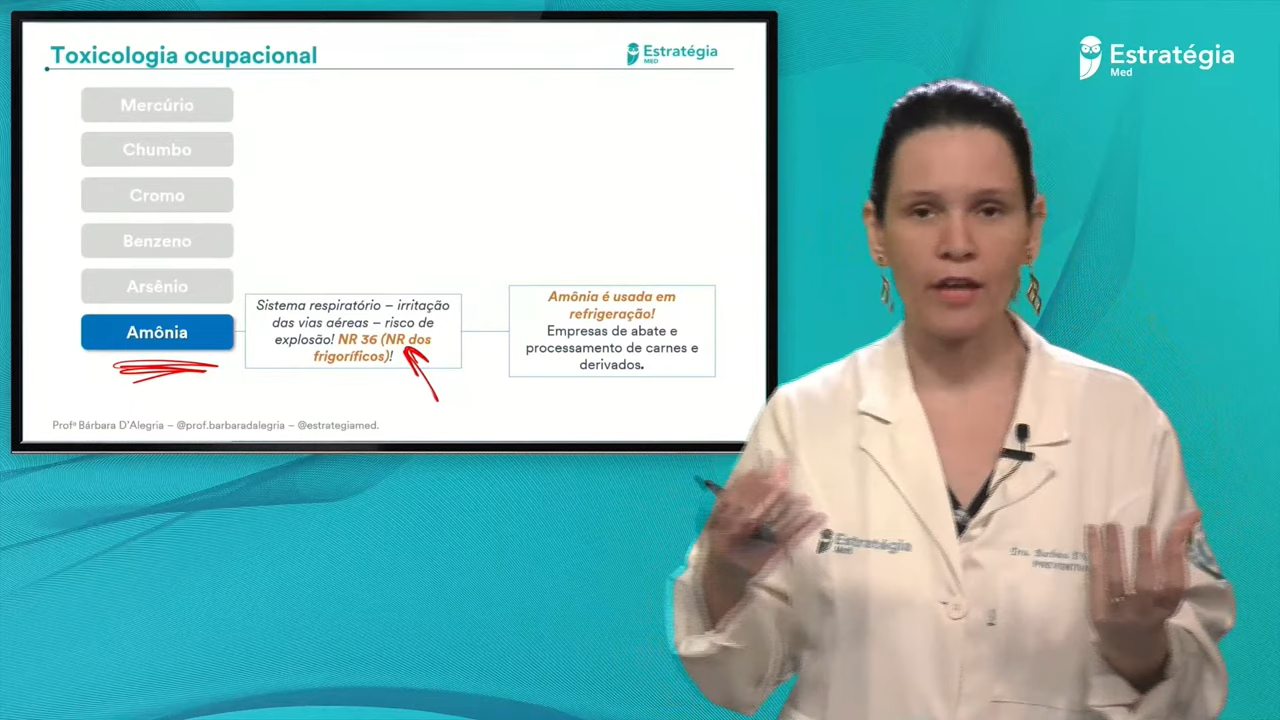 Toxicologia ocupacional
Estratégia
MED
Mercúrio
Chumbo
Cromo
Benzeno
Arsênio
Amônia
Sistema respiratório – irritação
das vias aéreas – risco de
explosão! NR 36 (NR dos
frigoríficos)!
Amônia é usada em
refrigeração!
Empresas de abate e
processamento de carnes e
derivados.
Profª Bárbara D'Alegria – @prof.barbaradalegria – @estrategiamed.
Estratégia
Med
Estratégia
MED